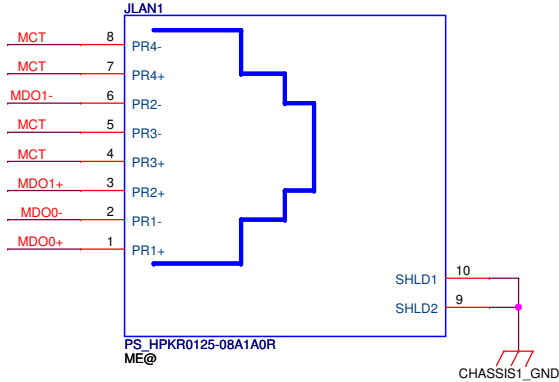 JLAN1
MCT 8 PR4-
MCT 7 PR4+
MDO1- 6 PR2-
MCT 5 PR3-
MCT 4 PR3+
MDO1+ 3 PR2+
MDO0- 2 PR1-
MDO0+ 1 PR1+
SHLD1 10
SHLD2 9
PS_HPKR0125-08A1A0R
ME@
CHASSIS1_GND